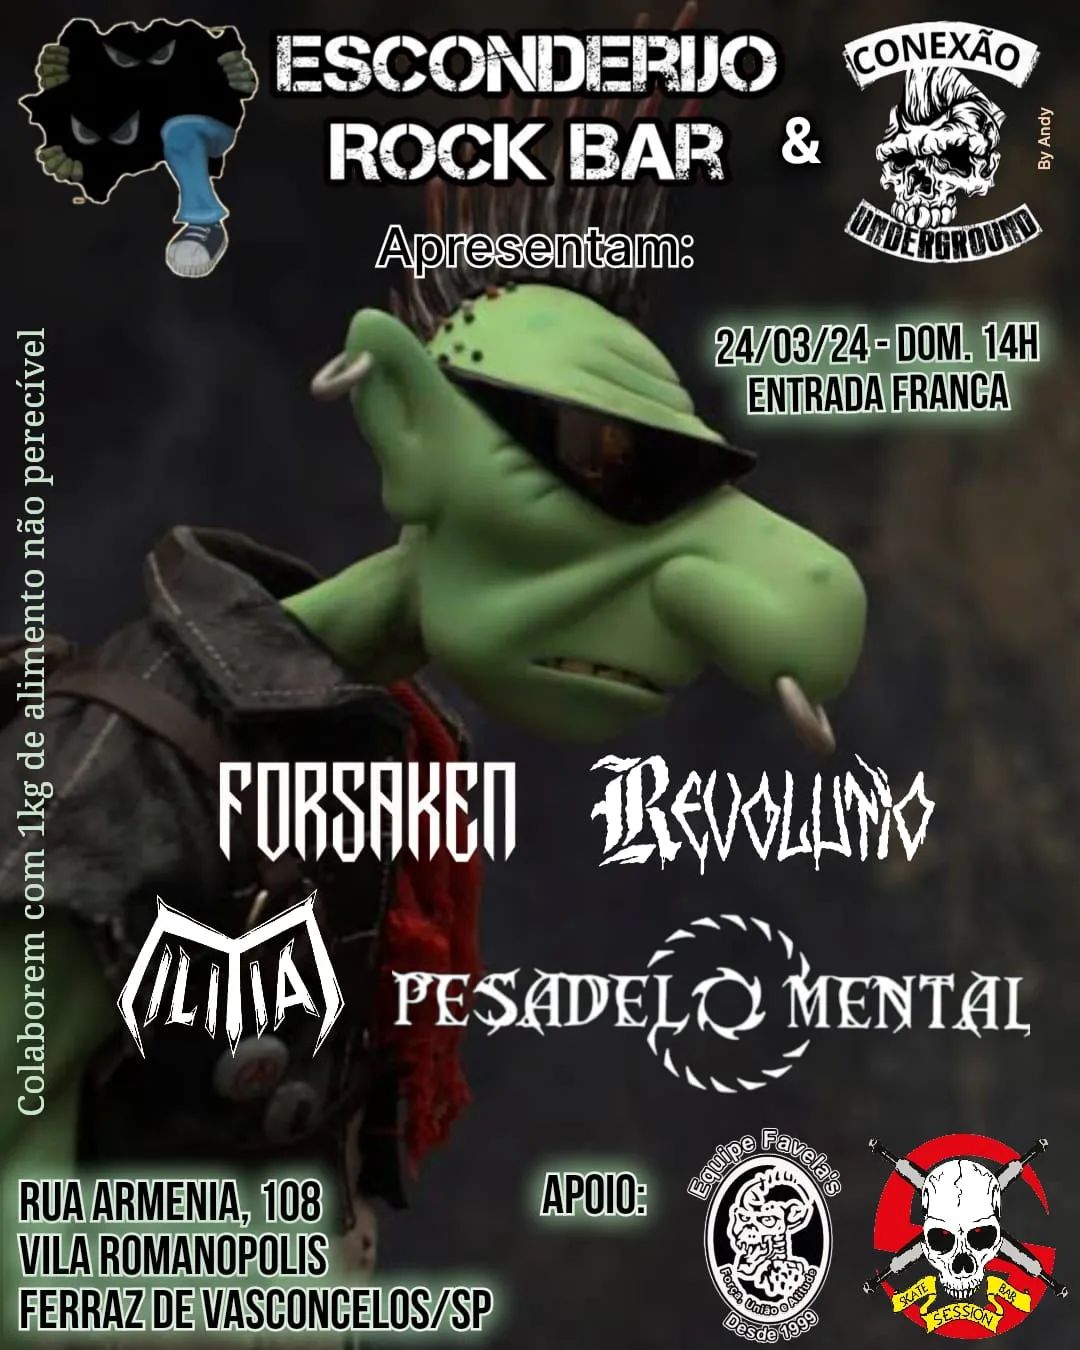 ESCONDERIJO
ROCK BAR
&
CONEXÃO
UNDERGROUND
By Andy
Apresentam:
24/03/24 - DOM. 14H
ENTRADA FRANCA
Colaborem com 1kg de alimento não perecível
FORSAKEN
REVOLUTIO
MILITIA
PESADELO MENTAL
RUA ARMENIA, 108
VILA ROMANOPOLIS
FERRAZ DE VASCONCELOS/SP
APOIO:
Equipe Favela's
Força, União e Atitude
Desde 1999
SKATE
BAR
SESSION